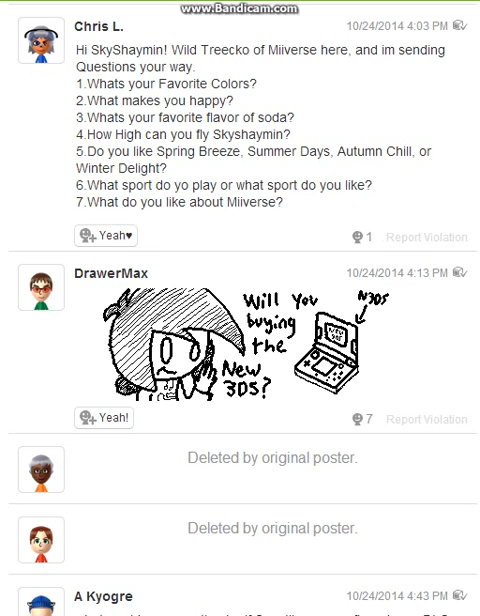 www.Bandicam.com
Chris L.
10/24/2014 4:03 PM
Hi SkyShaymin! Wild Treecko of Miiverse here, and im sending
Questions your way.
1.Whats your Favorite Colors?
2.What makes you happy?
3.Whats your favorite flavor of soda?
4.How High can you fly Skyshaymin?
5.Do you like Spring Breeze, Summer Days, Autumn Chill, or
Winter Delight?
6.What sport do yo play or what sport do you like?
7.What do you like about Miiverse?
Yeah♥
1
Report Violation
DrawerMax
10/24/2014 4:13 PM
Will You
buying
the
New
3DS?
N3DS
NEW
3DS
Yeah!
7
Report Violation
Deleted by original poster.
Deleted by original poster.
A Kyogre
10/24/2014 4:43 PM